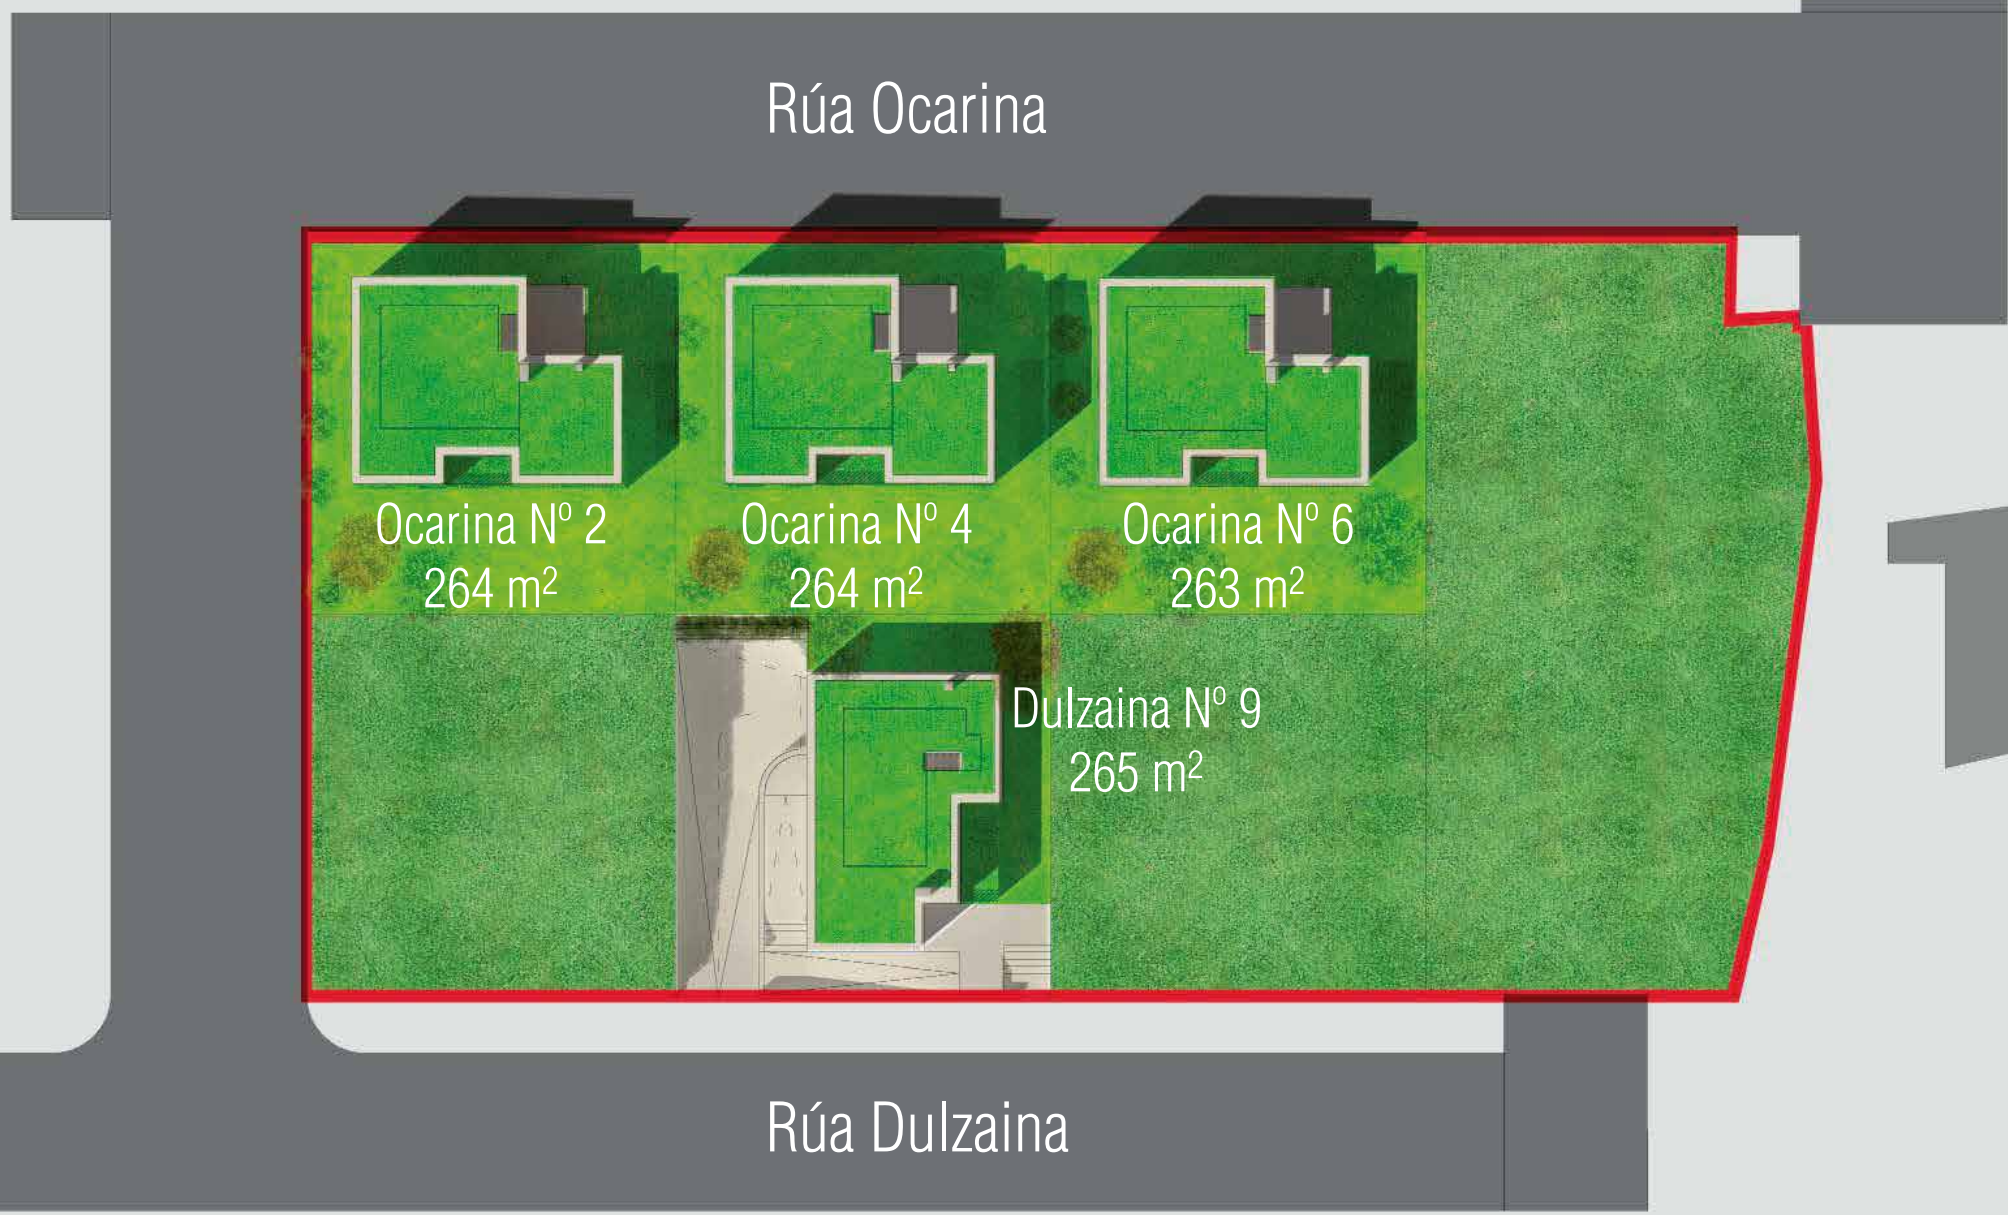 Rúa Ocarina
Ocarina Nº 2
264 m²
Ocarina Nº 4
264 m²
Ocarina Nº 6
263 m²
Dulzaina Nº 9
265 m²
Rúa Dulzaina